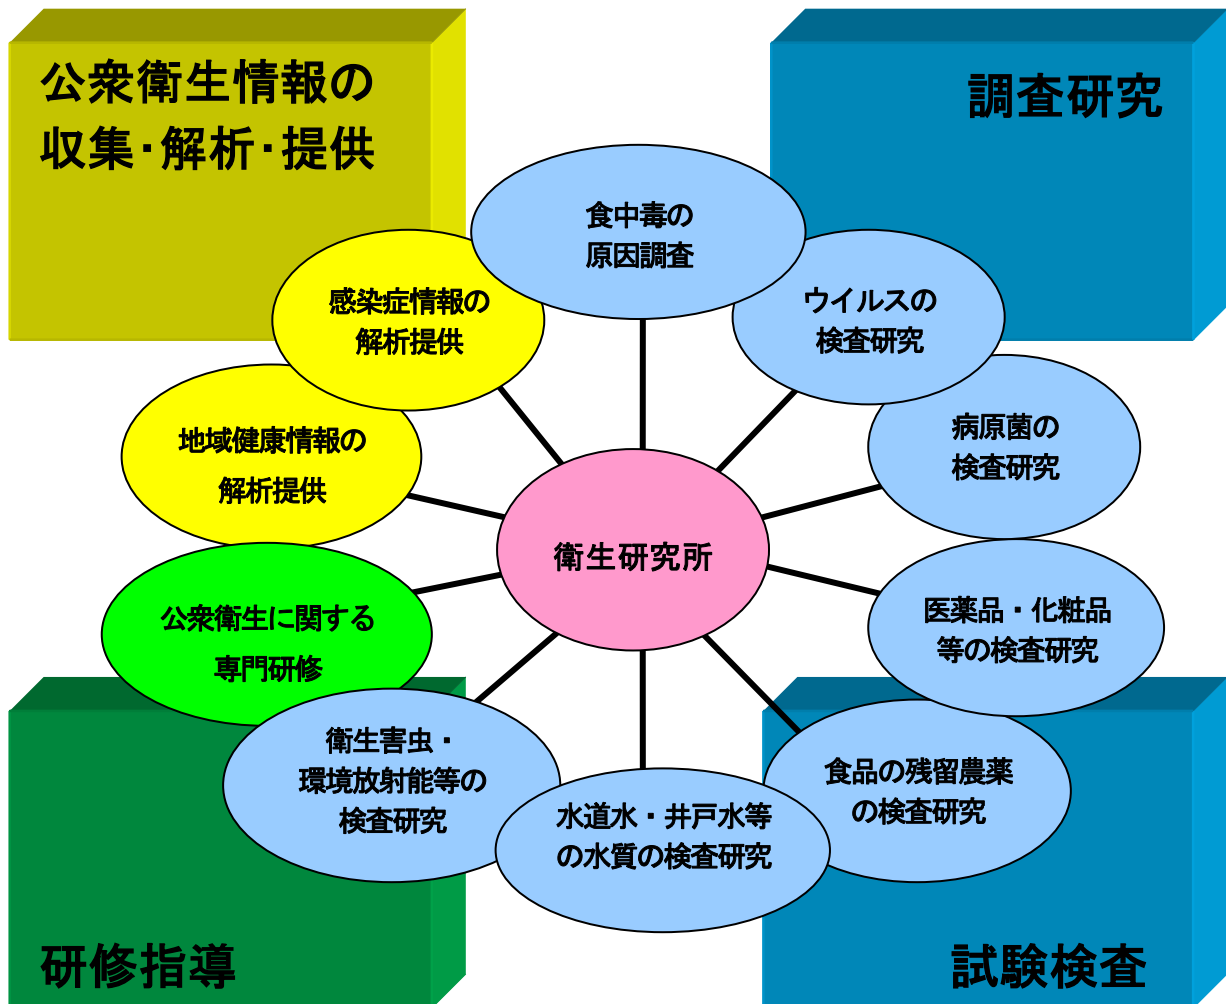 公衆衛生情報の
収集・解析・提供
調査研究
食中毒の
原因調査
感染症情報の
解析提供
ウイルスの
検査研究
地域健康情報の
解析提供
病原菌の
検査研究
衛生研究所
公衆衛生に関する
専門研修
医薬品・化粧品
等の検査研究
衛生害虫・
環境放射能等の
検査研究
食品の残留農薬
の検査研究
水道水・井戸水等
の水質の検査研究
研修指導
試験検査